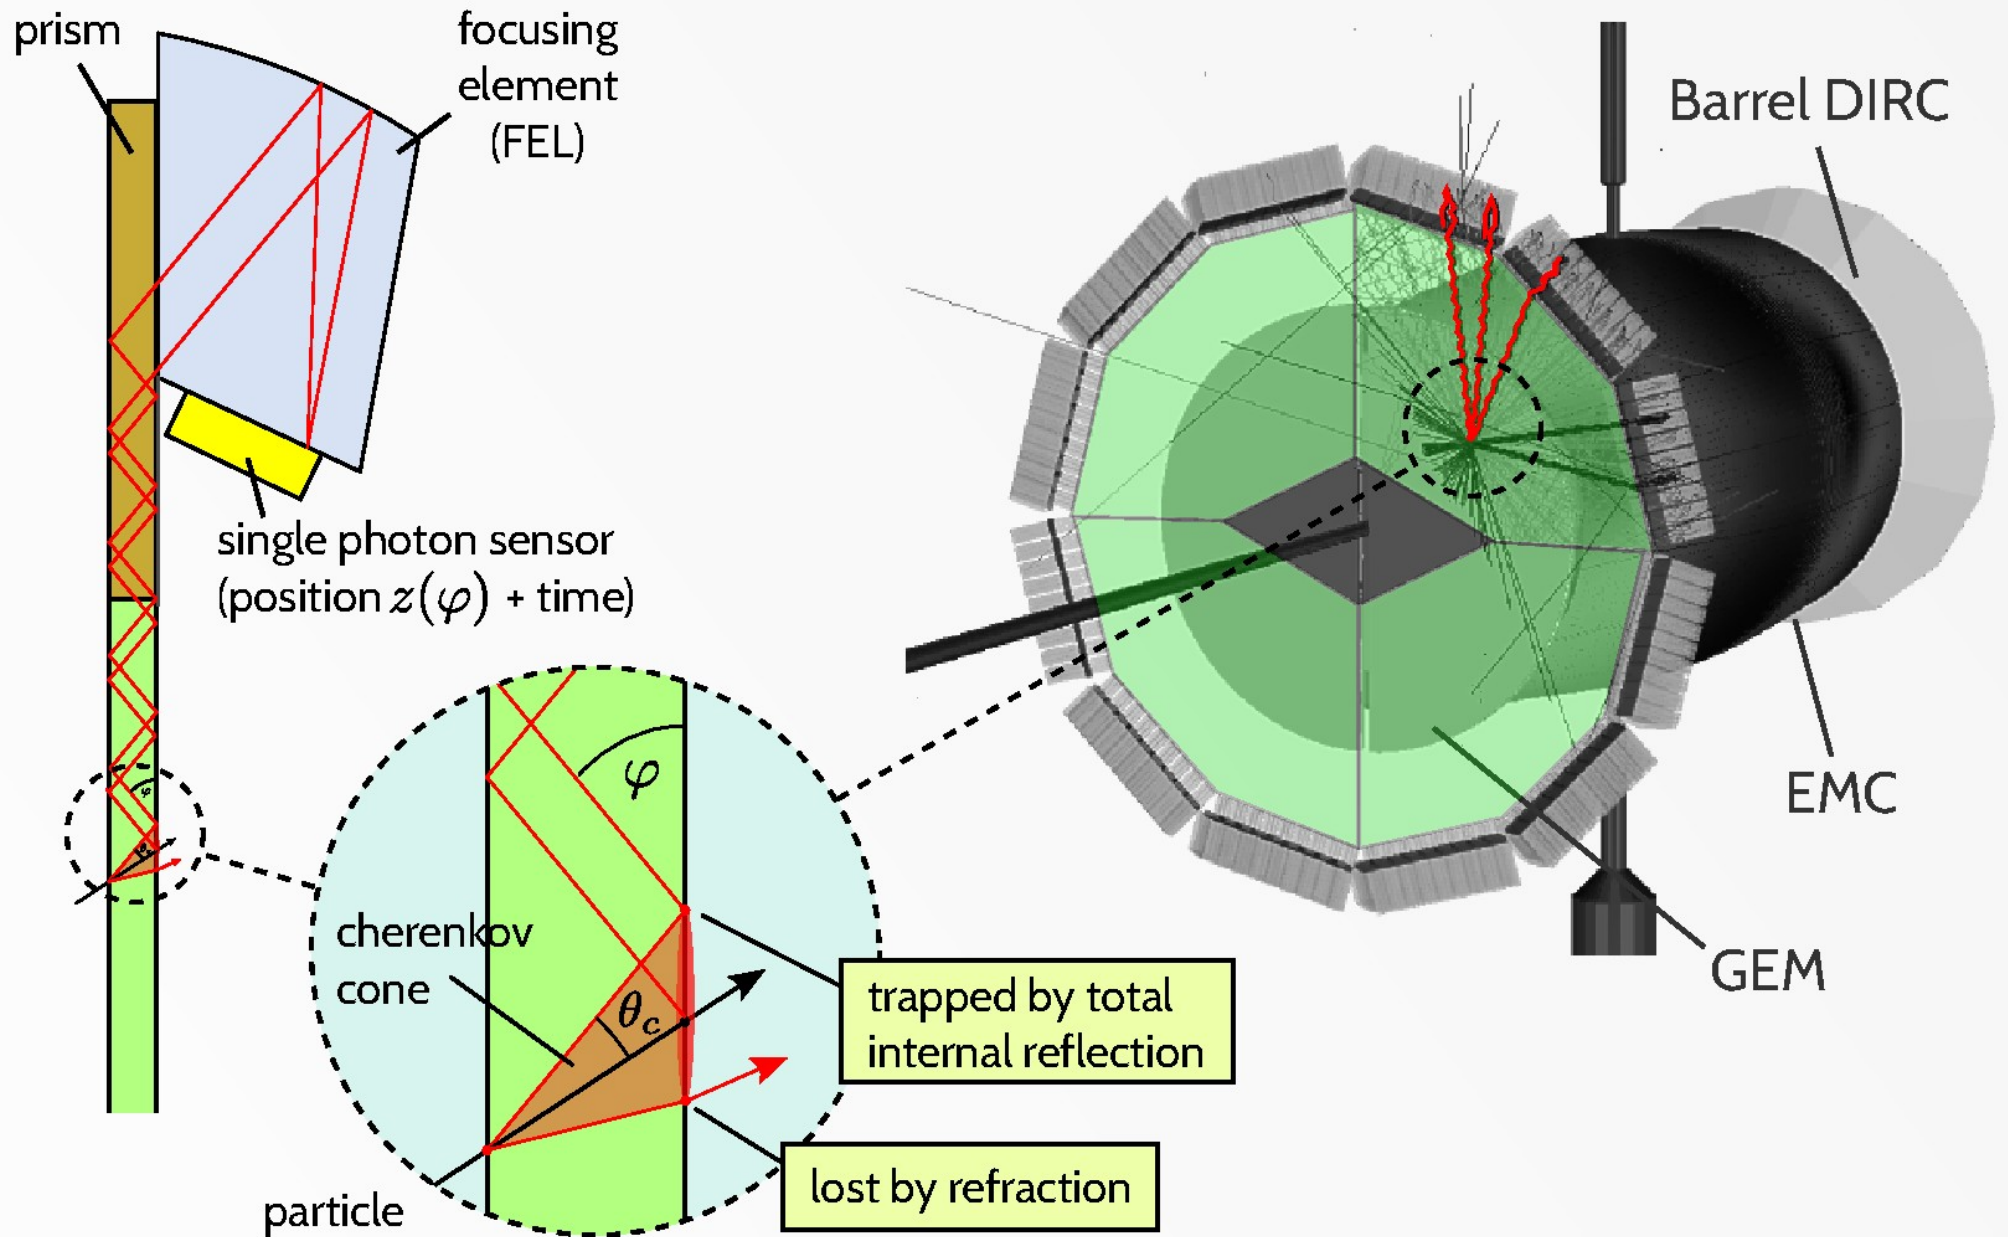 prism
focusing
element
(FEL)
Barrel DIRC
single photon sensor
(position z(φ) + time)
φ
θc
φ
cherenkov
cone
θc
trapped by total
internal reflection
lost by refraction
particle
EMC
GEM